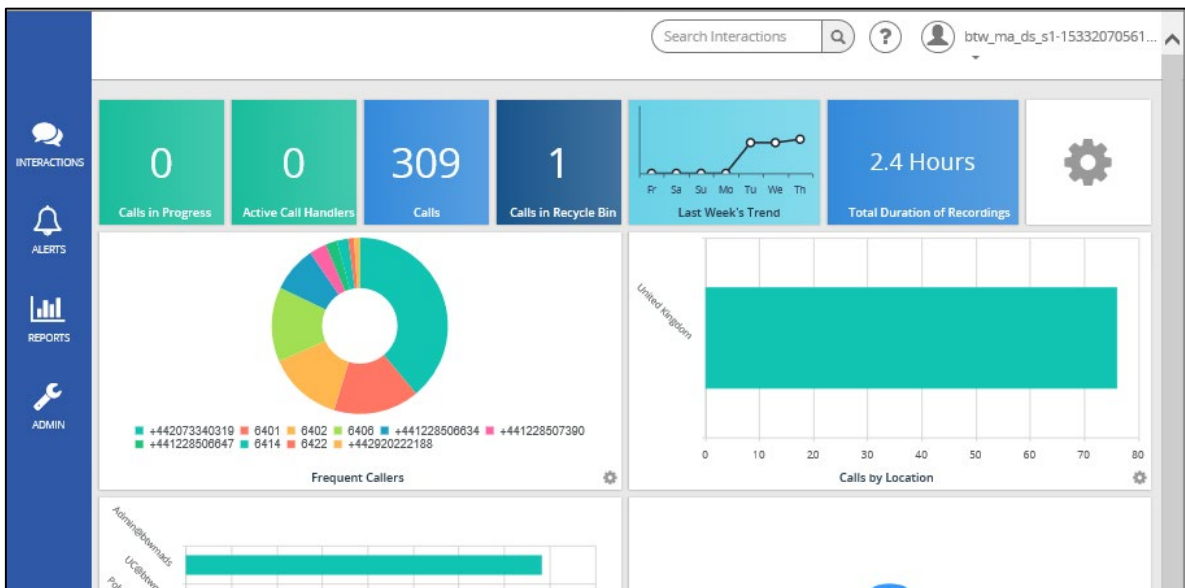 Search Interactions
?
btw_ma_ds_s1-15332070561...
INTERACTIONS
ALERTS
REPORTS
ADMIN
0
Calls in Progress
0
Active Call Handlers
309
Calls
1
Calls in Recycle Bin
Fr Sa Su Mo Tu We Th
Last Week's Trend
2.4 Hours
Total Duration of Recordings
+442073340319 6401 6402 6406 +441228506634 +441228507390
+441228506647 6414 6422 +442920222188
Frequent Callers
United Kingdom
0 10 20 30 40 50 60 70 80
Calls by Location
Admin@btwmads